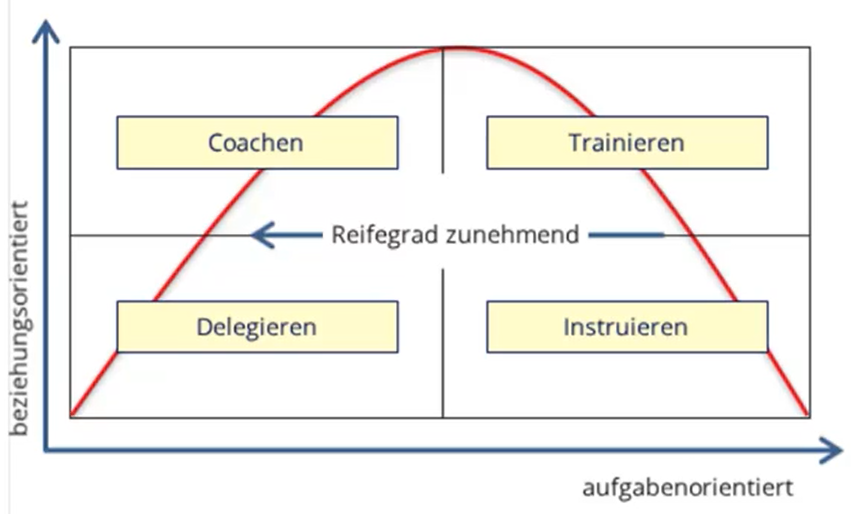 Coachen
Trainieren
Reifegrad zunehmend
Delegieren
Instruieren
beziehungsorientiert
aufgabenorientiert